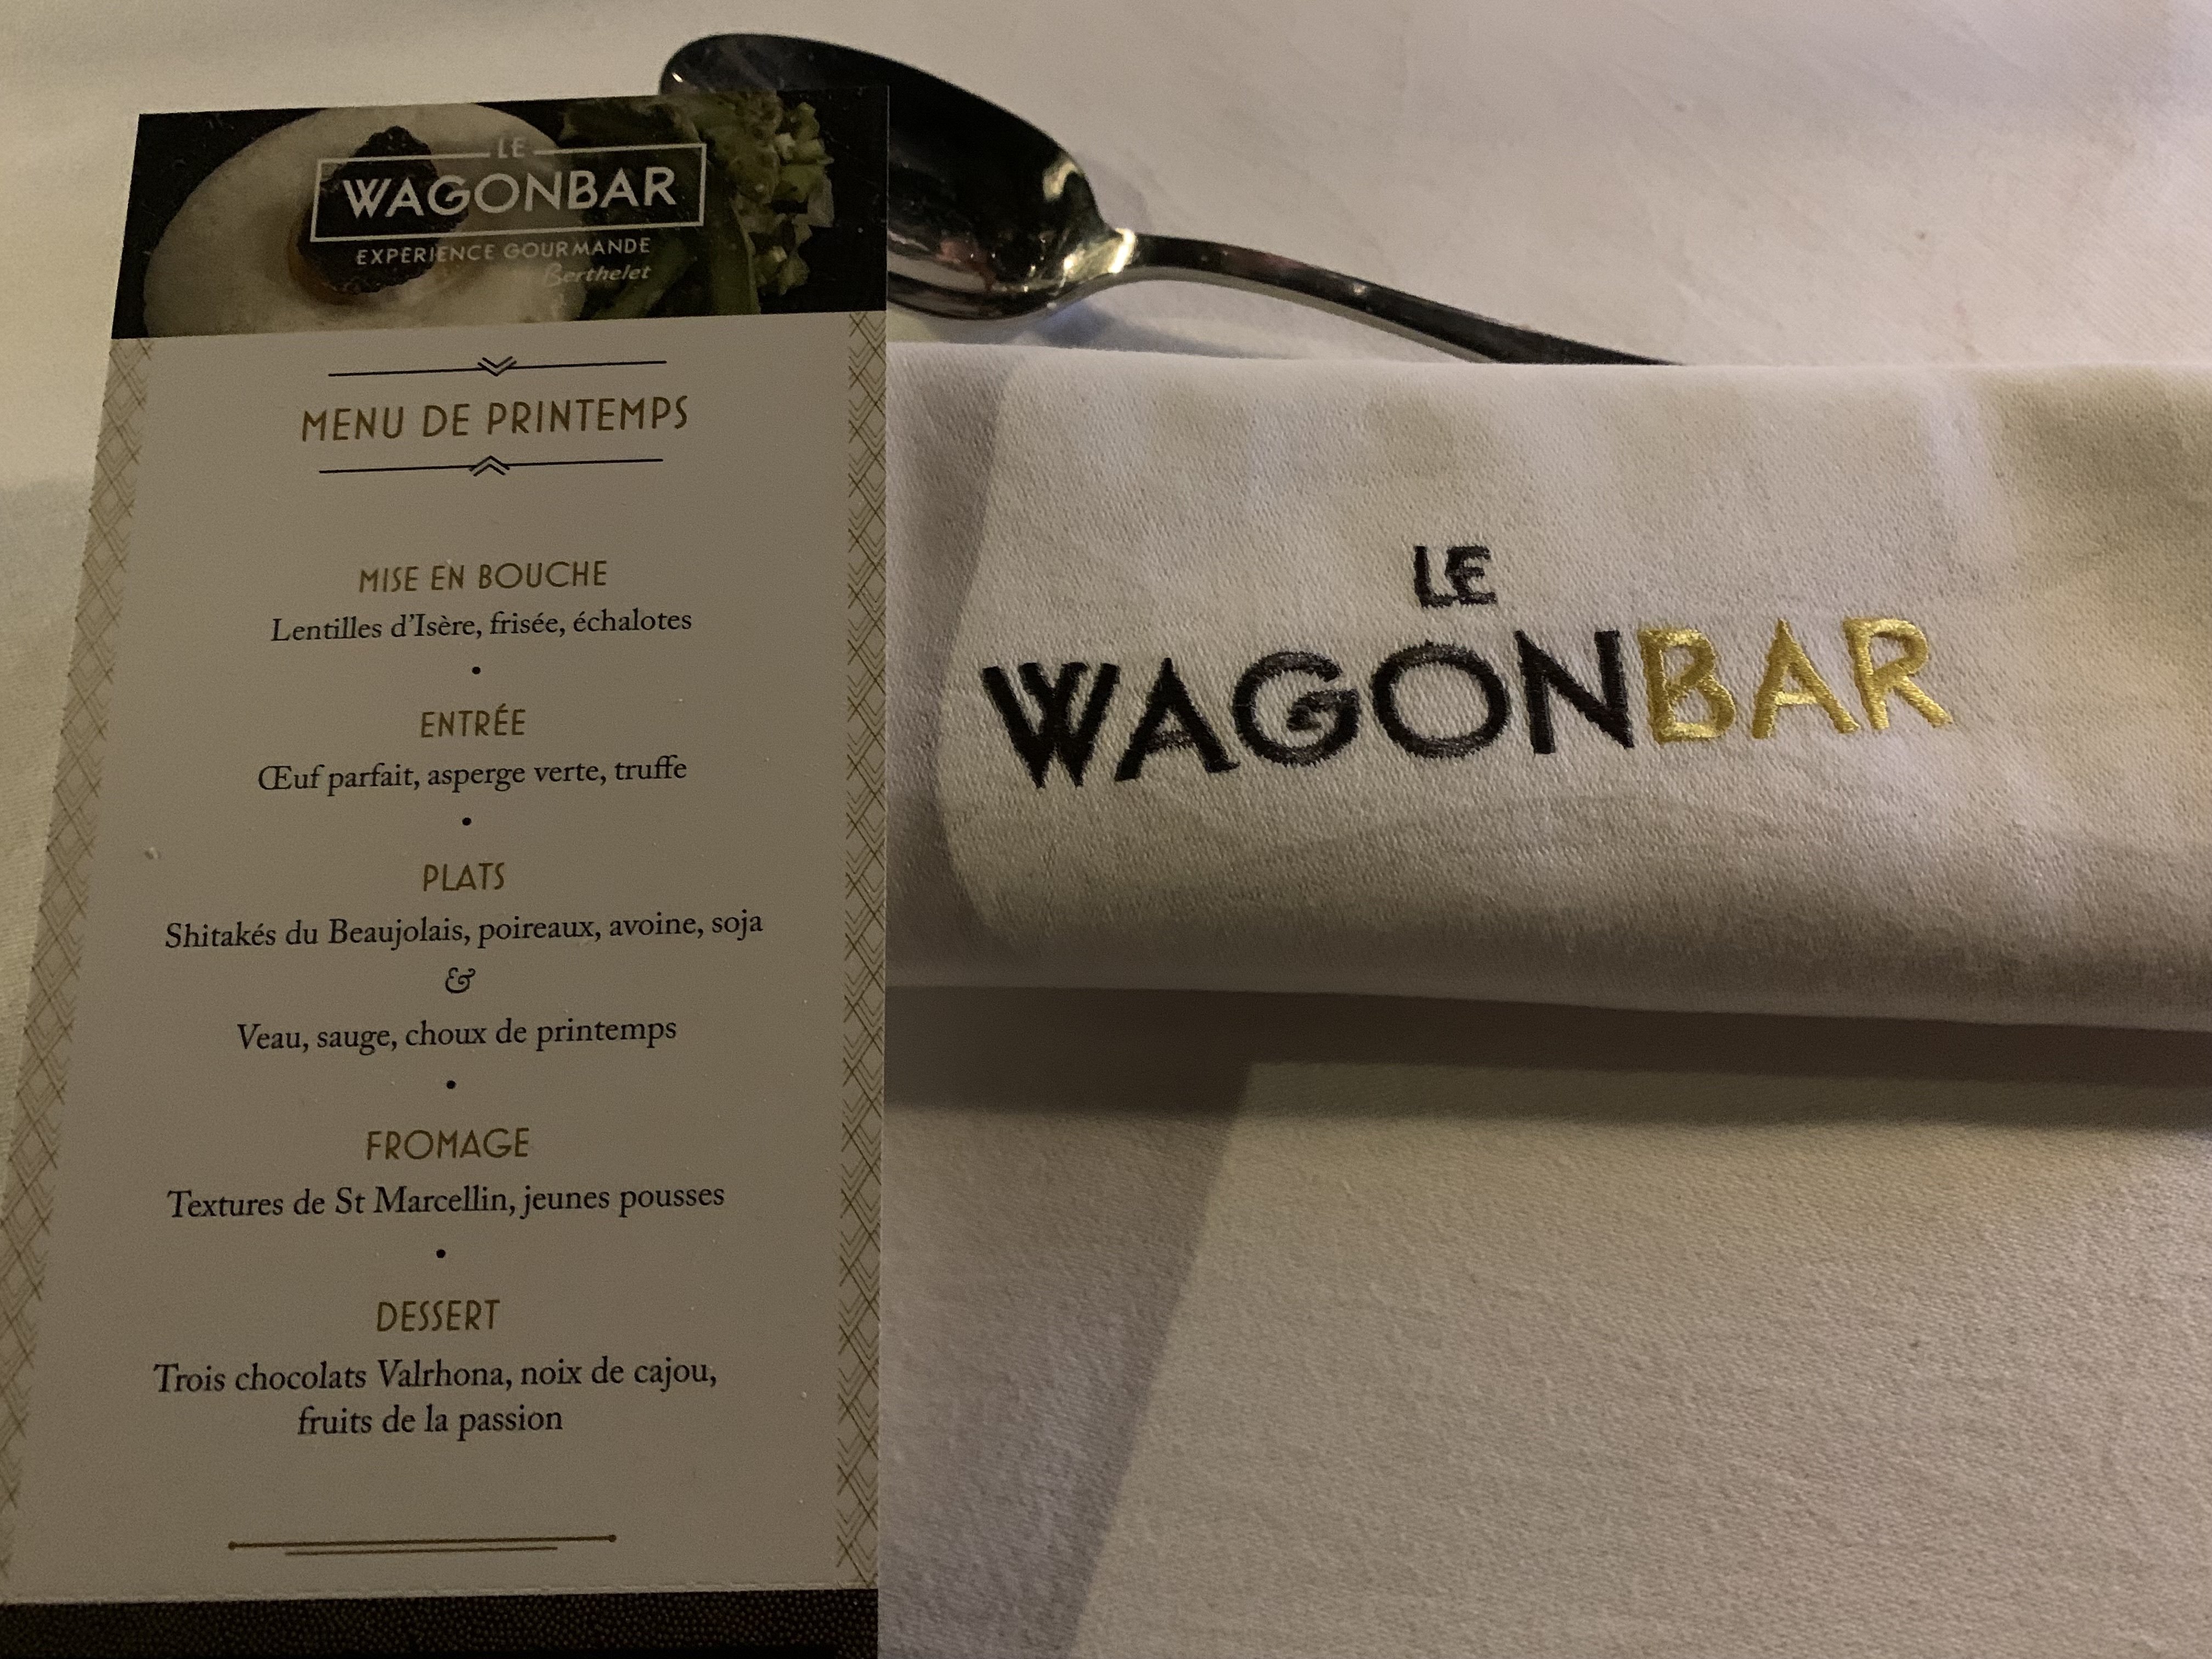 LE
WAGONBAR
EXPERIENCE GOURMANDE
Berthelet
MENU DE PRINTEMPS
MISE EN BOUCHE
Lentilles d'Isère, frisée, échalotes
•
ENTRÉE
Œuf parfait, asperge verte, truffe
•
PLATS
Shitakés du Beaujolais, poireaux, avoine, soja
&
Veau, sauge, choux de printemps
•
FROMAGE
Textures de St Marcellin, jeunes pousses
•
DESSERT
Trois chocolats Valrhona, noix de cajou,
fruits de la passion
LE
WAGONBAR